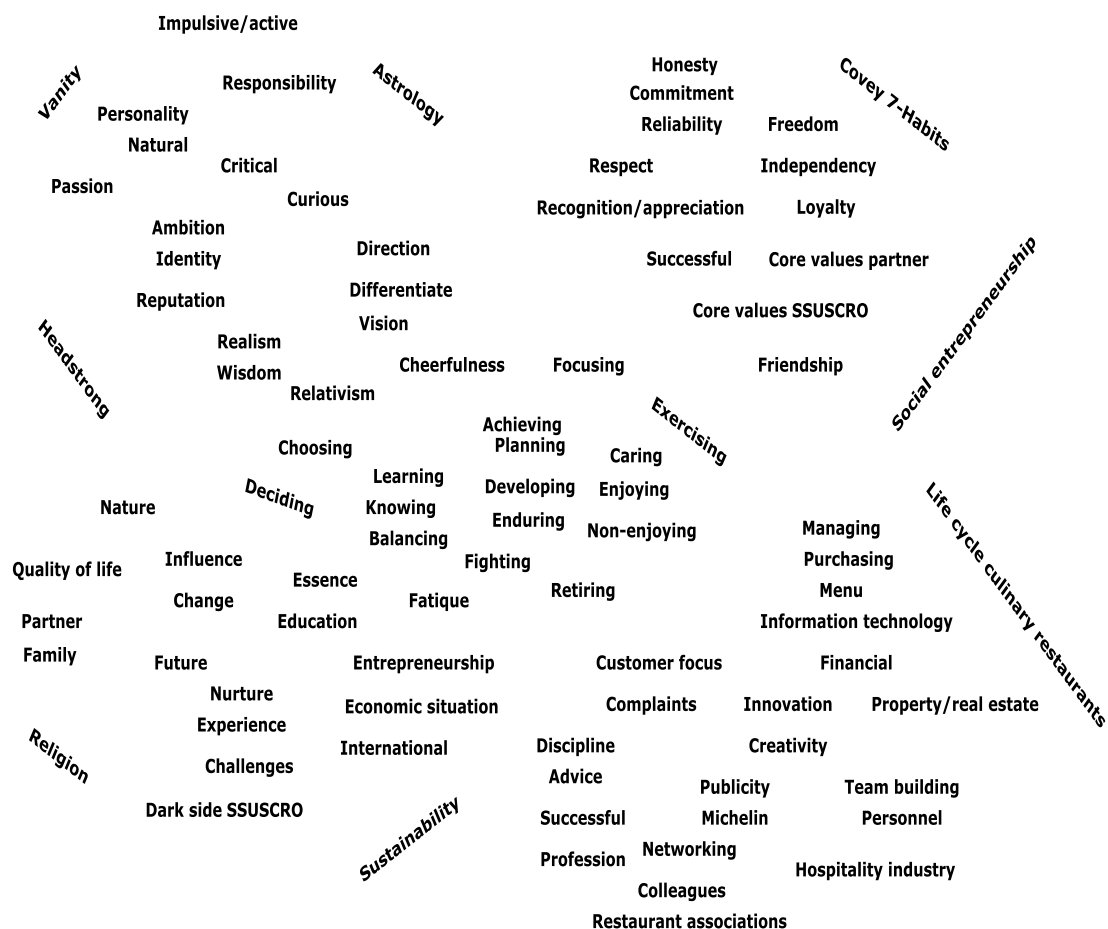 Impulsive/active
Vanity
Responsibility
Astrology
Honesty
Covey 7-Habits
Commitment
Personality
Reliability
Freedom
Natural
Critical
Respect
Independency
Passion
Curious
Recognition/appreciation
Loyalty
Ambition
Direction
Identity
Successful
Core values partner
Differentiate
Reputation
Core values SSUSCRO
Social entrepreneurship
Vision
Realism
Headstrong
Cheerfulness
Focusing
Friendship
Wisdom
Relativism
Achieving
Exercising
Planning
Choosing
Caring
Learning
Developing
Enjoying
Deciding
Nature
Knowing
Enduring
Non-enjoying
Managing
Life cycle culinary restaurants
Balancing
Influence
Fighting
Purchasing
Quality of life
Essence
Retiring
Menu
Change
Fatique
Partner
Education
Information technology
Family
Future
Entrepreneurship
Customer focus
Financial
Nurture
Economic situation
Complaints
Innovation
Property/real estate
Experience
International
Discipline
Creativity
Religion
Challenges
Advice
Publicity
Team building
Dark side SSUSCRO
Sustainability
Successful
Michelin
Personnel
Networking
Profession
Hospitality industry
Colleagues
Restaurant associations